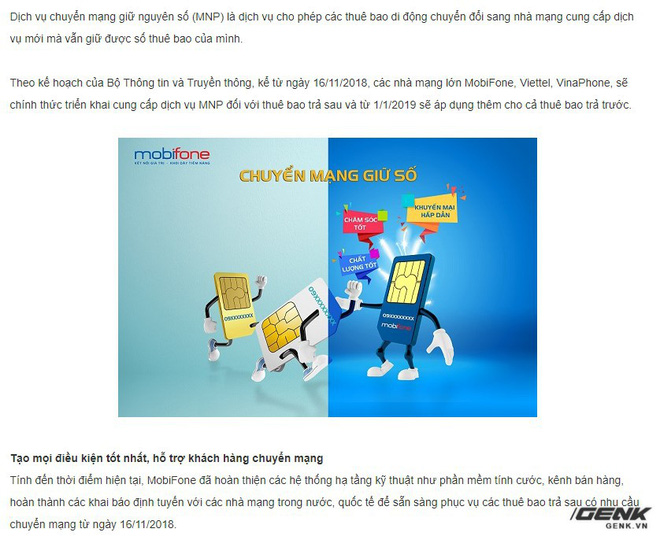 Dịch vụ chuyển mạng giữ nguyên số (MNP) là dịch vụ cho phép các thuê bao di động chuyển đổi sang nhà mạng cung cấp dịch
vụ mới mà vẫn giữ được số thuê bao của mình.
Theo kế hoạch của Bộ Thông tin và Truyền thông, kể từ ngày 16/11/2018, các nhà mạng lớn MobiFone, Viettel, VinaPhone, sẽ
chính thức triển khai cung cấp dịch vụ MNP đối với thuê bao trả sau và từ 1/1/2019 sẽ áp dụng thêm cho cả thuê bao trả trước.
mobifone
KẾT NỐI GIÁ TRỊ - KHƠI DẬY TIỀM NĂNG
CHUYỂN MẠNG GIỮ SỐ
KHUYẾN MẠI
HẤP DẪN
CHĂM SÓC
TỐT
CHẤT
LƯỢNG TỐT
09XXXXXXXX
09XXXXXXXX
mobifone
Tạo mọi điều kiện tốt nhất, hỗ trợ khách hàng chuyển mạng
Tính đến thời điểm hiện tại, MobiFone đã hoàn thiện các hệ thống hạ tầng kỹ thuật như phần mềm tính cước, kênh bán hàng,
hoàn thành các khai báo định tuyến với các nhà mạng trong nước, quốc tế để sẵn sàng phục vụ các thuê bao trả sau có nhu cầu
chuyển mạng từ ngày 16/11/2018.
GENK
GENK.VN